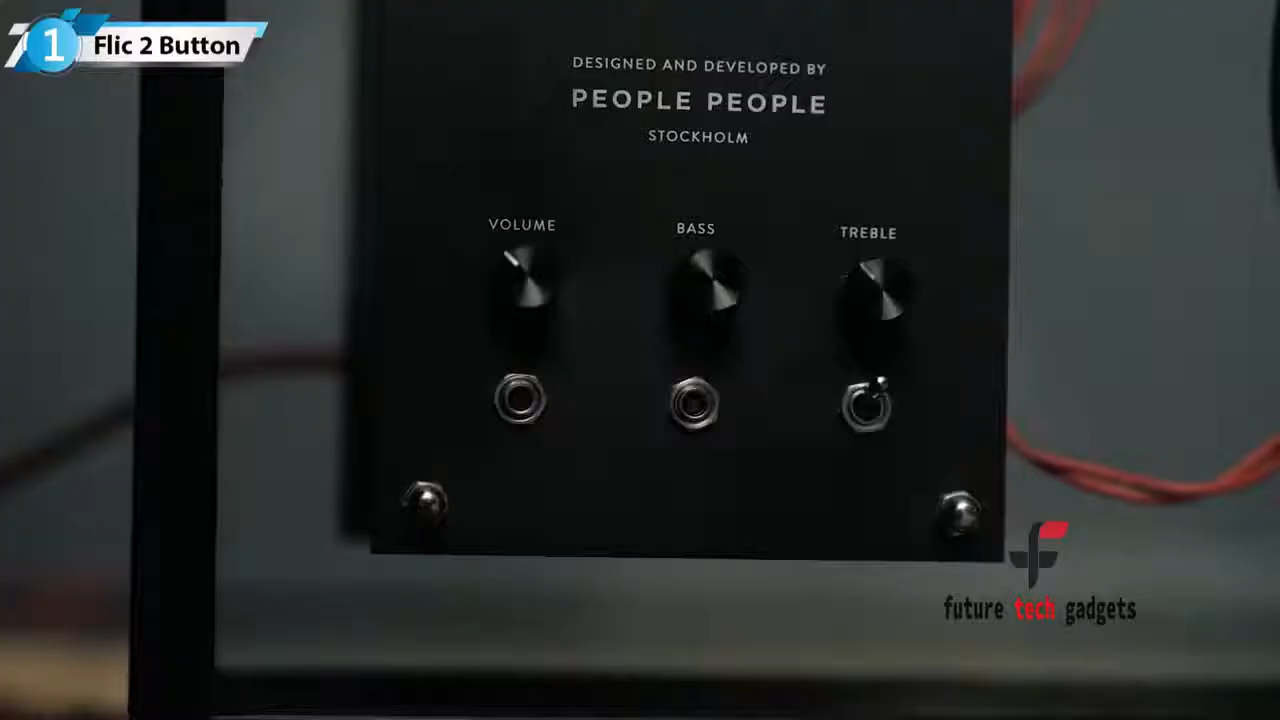 1 Flic 2 Button
DESIGNED AND DEVELOPED BY
PEOPLE PEOPLE
STOCKHOLM
VOLUME BASS TREBLE
future tech gadgets